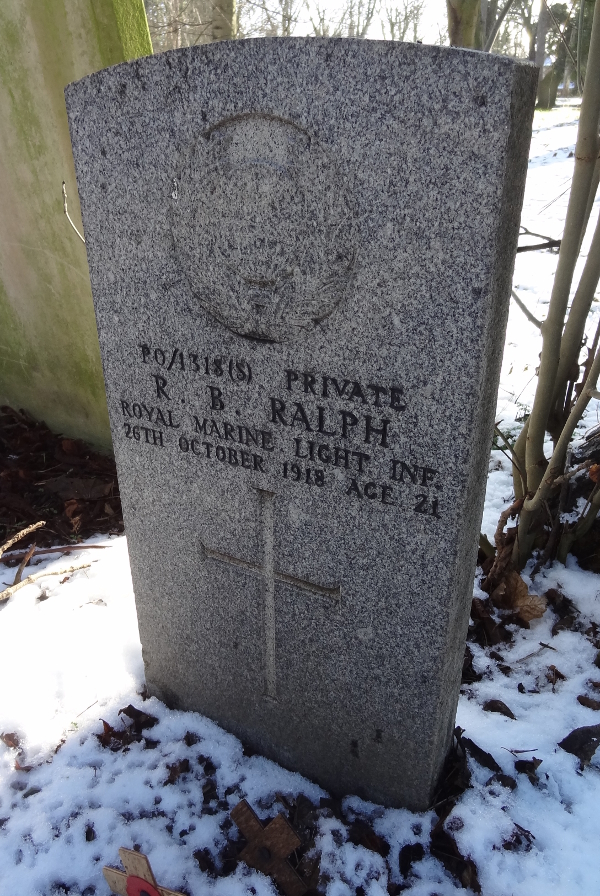 PO/1318(S) PRIVATE
R. B. RALPH
ROYAL MARINE LIGHT INF.
26TH OCTOBER 1918 AGE 21